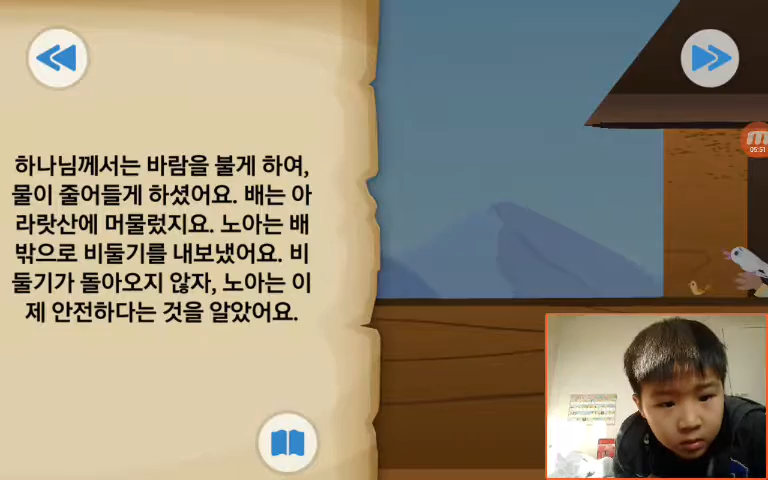 하나님께서는 바람을 불게 하여,
물이 줄어들게 하셨어요. 배는 아
라랏산에 머물렀지요. 노아는 배
밖으로 비둘기를 내보냈어요. 비
둘기가 돌아오지 않자, 노아는 이
제 안전하다는 것을 알았어요.
m
05:51